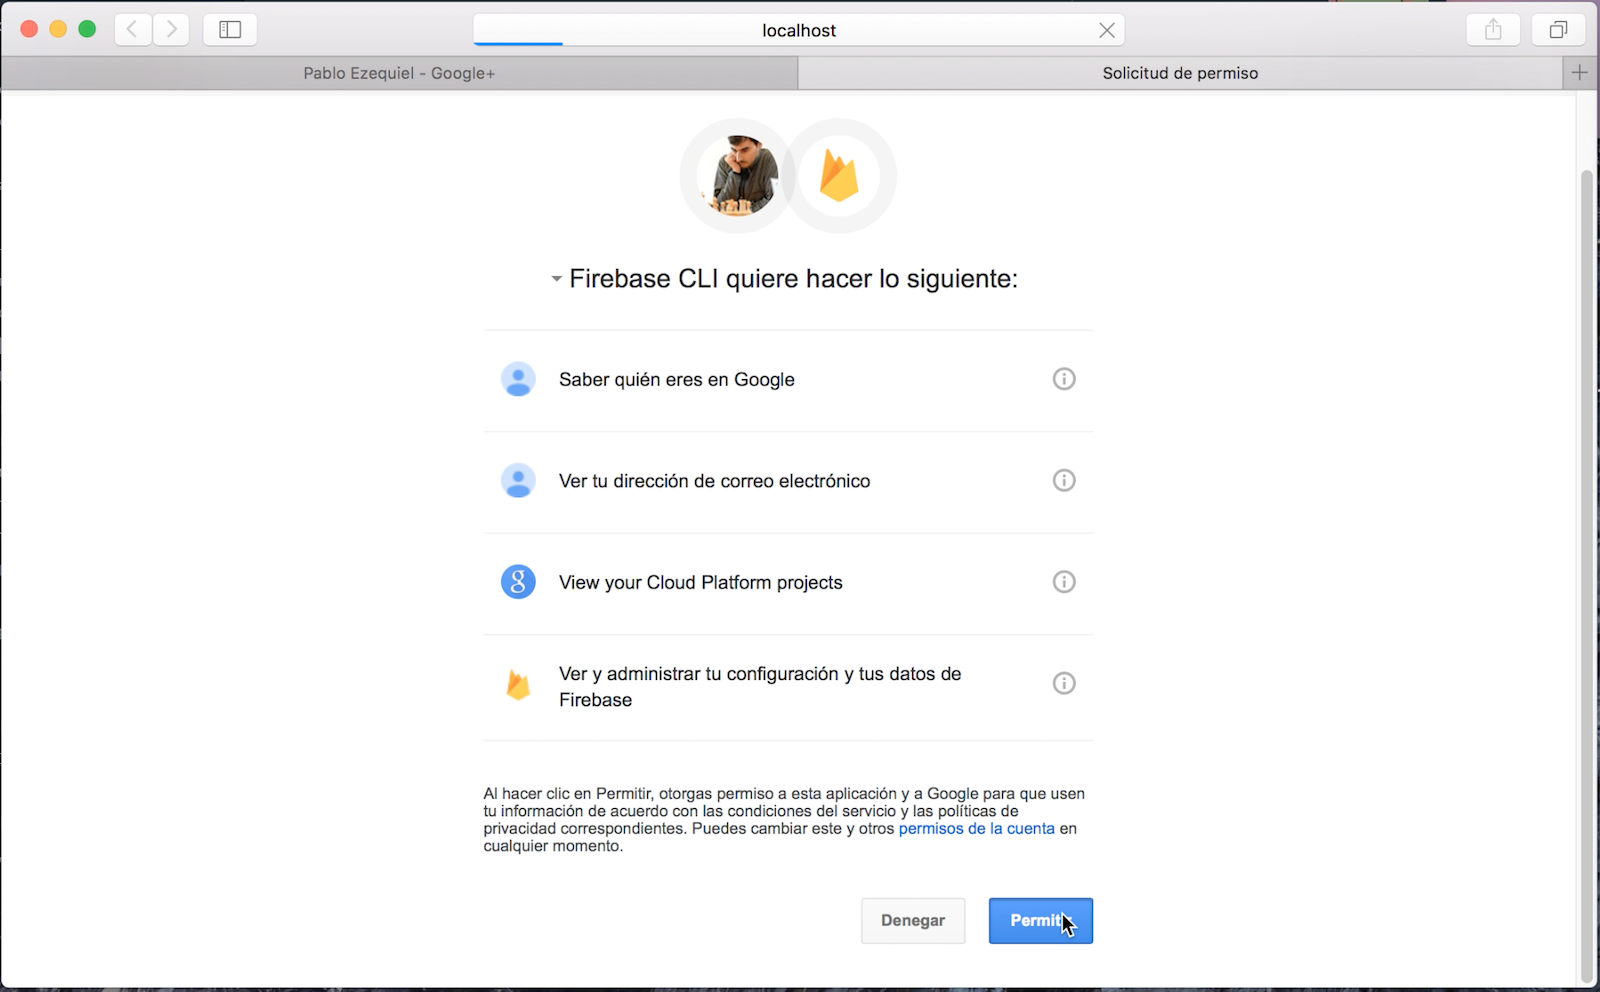 localhost
Pablo Ezequiel - Google+
Solicitud de permiso
Firebase CLI quiere hacer lo siguiente:
Saber quién eres en Google
Ver tu dirección de correo electrónico
g
View your Cloud Platform projects
Ver y administrar tu configuración y tus datos de
Firebase
Al hacer clic en Permitir, otorgas permiso a esta aplicación y a Google para que usen
tu información de acuerdo con las condiciones del servicio y las políticas de
privacidad correspondientes. Puedes cambiar este y otros permisos de la cuenta en
cualquier momento.
Denegar
Permitir